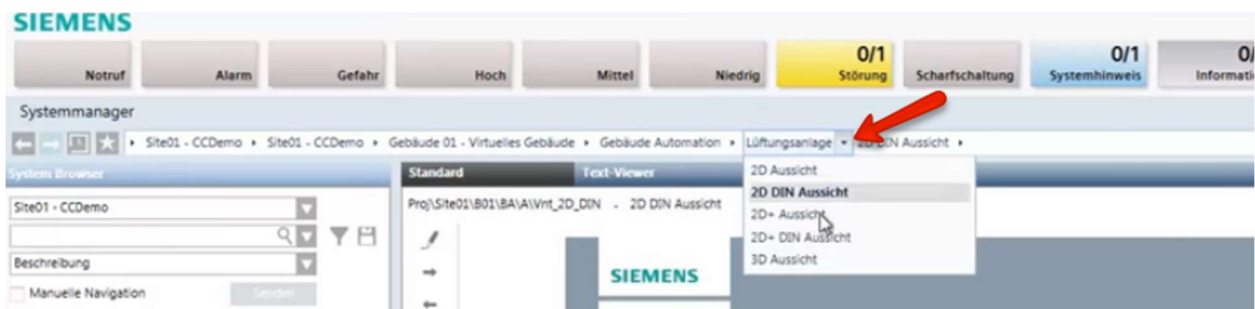 SIEMENS
0/1 0/1 0/
Notruf Alarm Gefahr Hoch Mittel Niedrig Störung Scharfschaltung Systemhinweis Informati
Systemmanager
Site01 - CCDemo Site01 - CCDemo Gebäude 01 - Virtuelles Gebäude Gebäude Automation Lüftungsanlage 2D DIN Aussicht
System Browser Standard Text-Viewer 2D Aussicht
Site01 - CCDemo Proj\Site01\B01\BA\A\Vnt_2D_DIN - 2D DIN Aussicht 2D DIN Aussicht
2D+ Aussicht
2D+ DIN Aussicht
Beschreibung 3D Aussicht
SIEMENS
Manuelle Navigation Senden